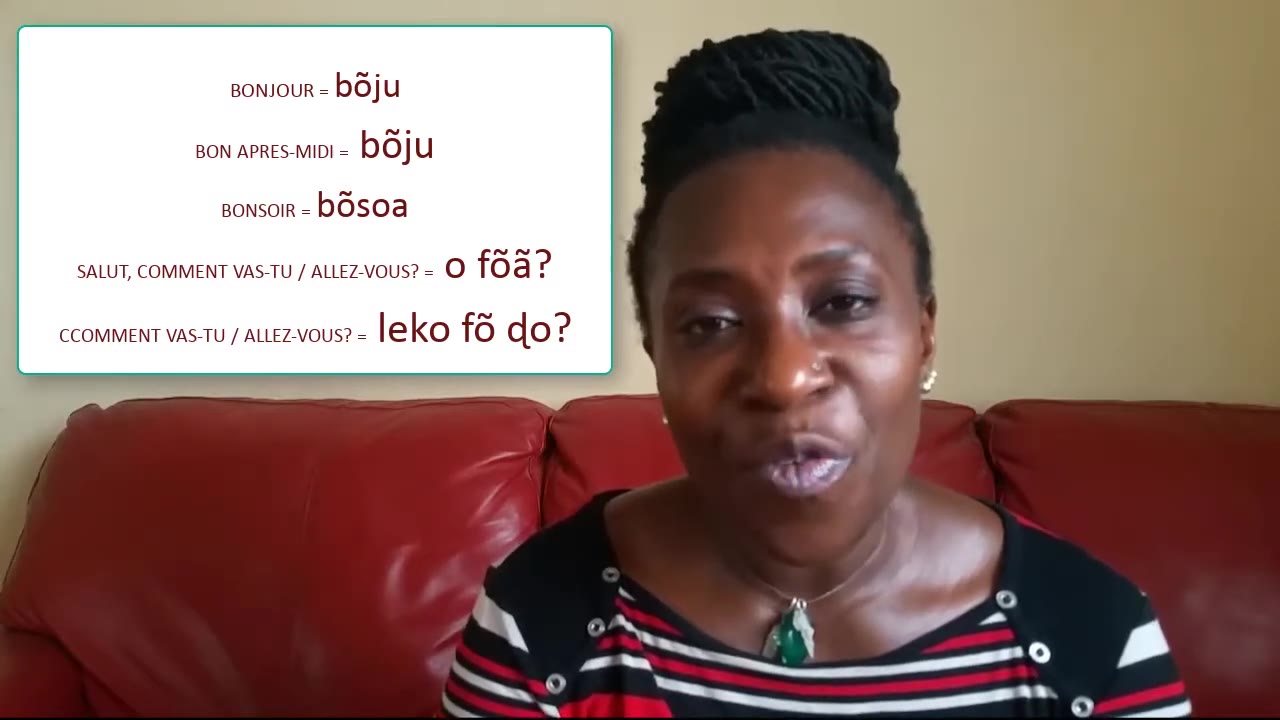 BONJOUR = bõju
BON APRES-MIDI = bõju
BONSOIR = bõsoa
SALUT, COMMENT VAS-TU / ALLEZ-VOUS? = o fõã?
CCOMMENT VAS-TU / ALLEZ-VOUS? = leko fõ ɖo?